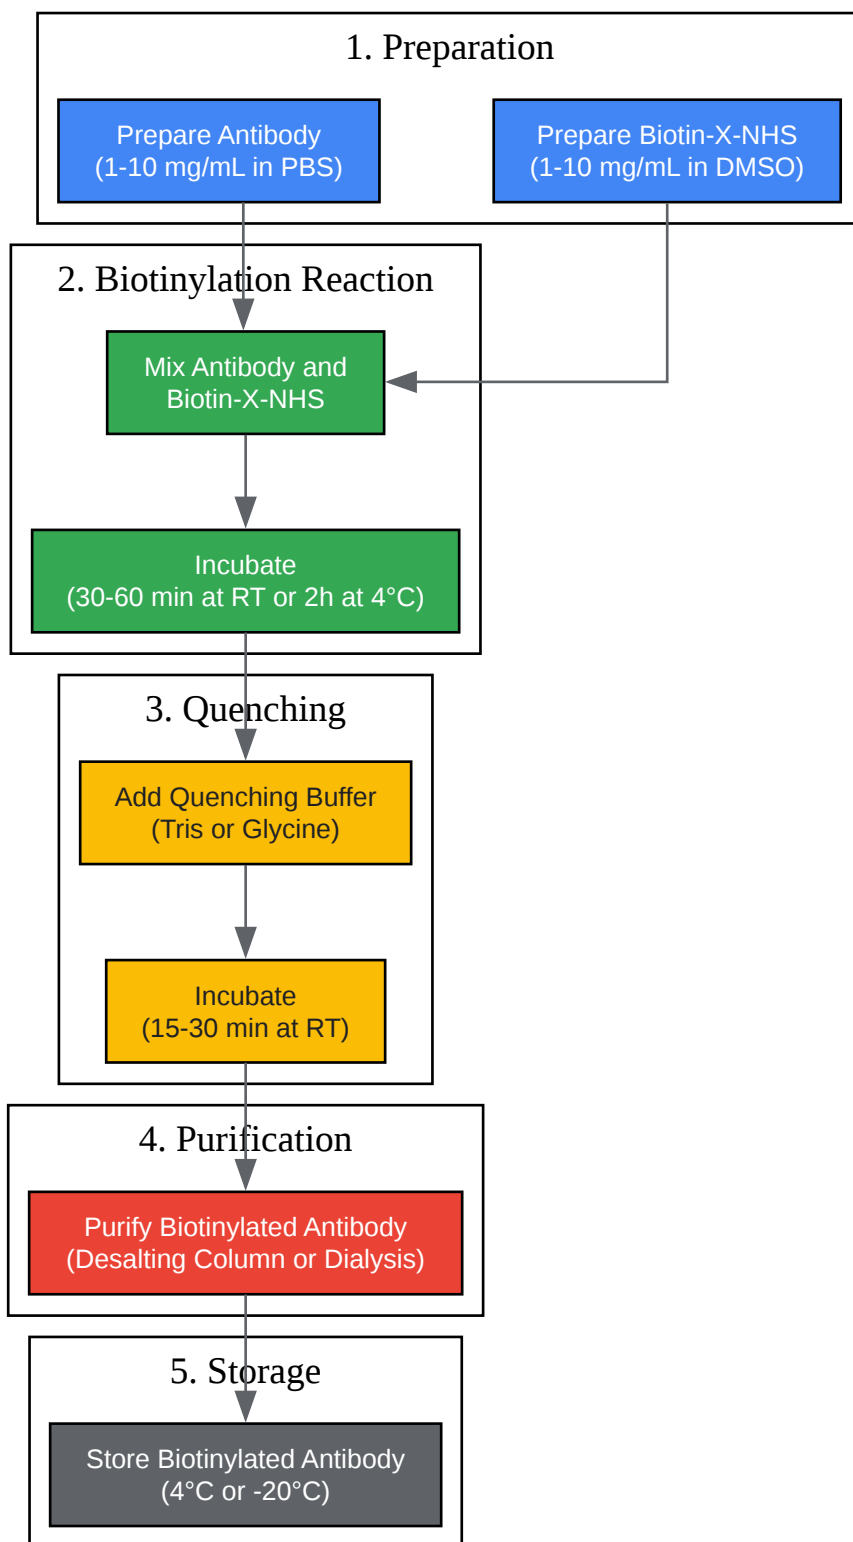 1. Preparation
Prepare Antibody
(1-10 mg/mL in PBS)
Prepare Biotin-X-NHS
(1-10 mg/mL in DMSO)
2. Biotinylation Reaction
Mix Antibody and
Biotin-X-NHS
Incubate
(30-60 min at RT or 2h at 4°C)
3. Quenching
Add Quenching Buffer
(Tris or Glycine)
Incubate
(15-30 min at RT)
4. Purification
Purify Biotinylated Antibody
(Desalting Column or Dialysis)
5. Storage
Store Biotinylated Antibody
(4°C or -20°C)